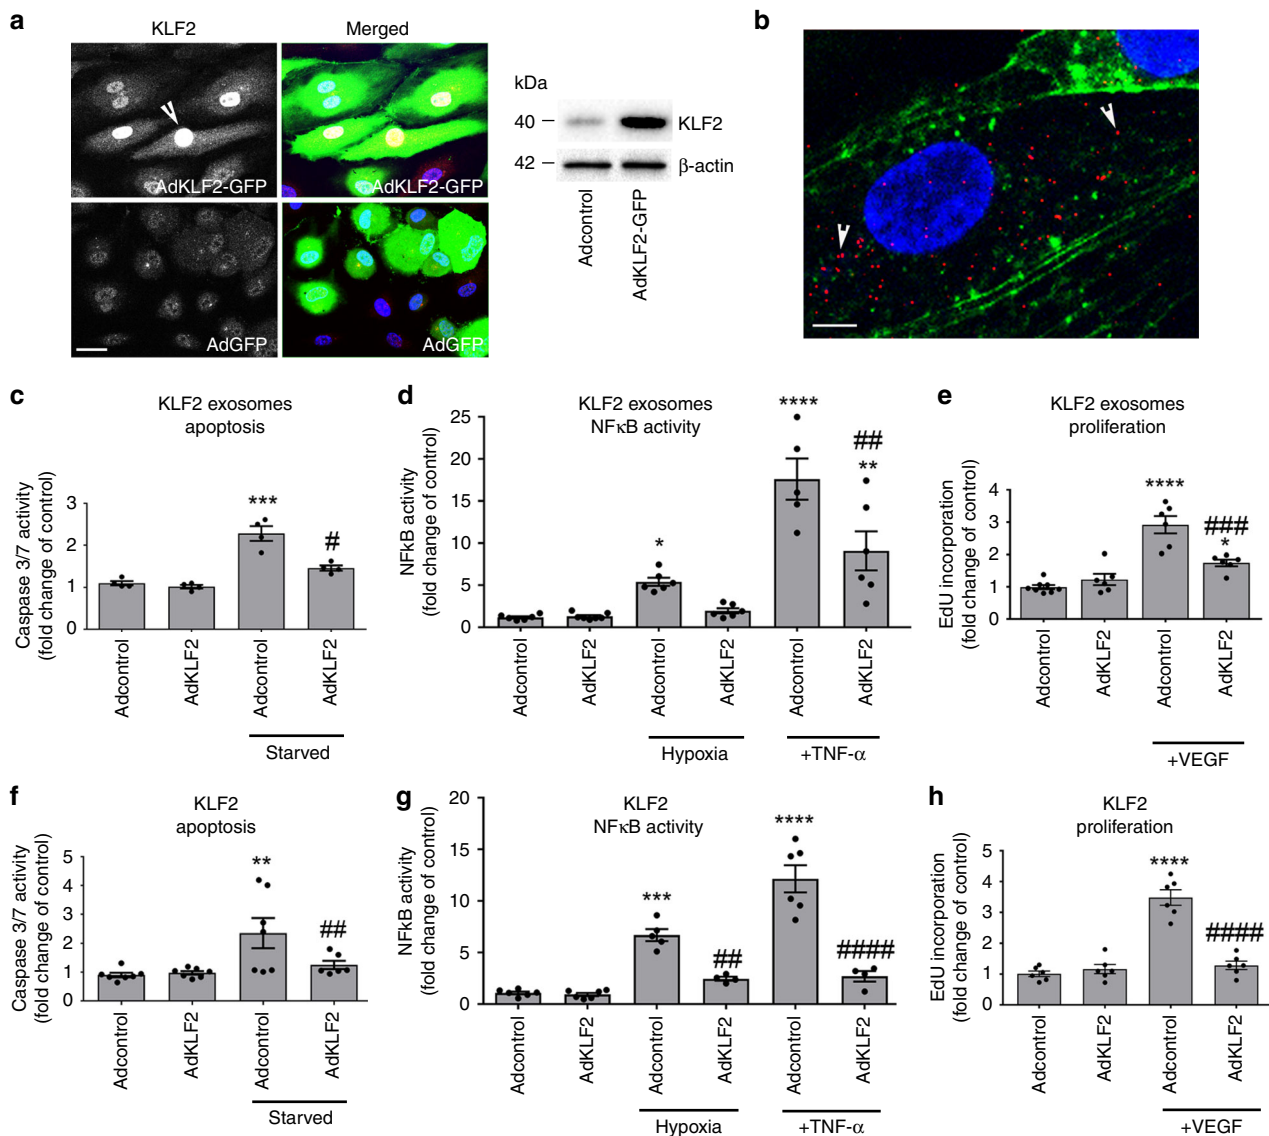 a
KLF2
Merged
AdKLF2-GFP
AdKLF2-GFP
AdGFP
AdGFP
kDa
40
KLF2
42
β-actin
Adcontrol
AdKLF2-GFP
b
c
KLF2 exosomes
apoptosis
Caspase 3/7 activity
(fold change of control)
3
2
1
0
***
#
Adcontrol
AdKLF2
Adcontrol
AdKLF2
Starved
d
KLF2 exosomes
NFκB activity
NFkB activity
(fold change of control)
25
20
15
10
5
0
*
****
##
**
Adcontrol
AdKLF2
Adcontrol
AdKLF2
Adcontrol
AdKLF2
Hypoxia
+TNF-α
e
KLF2 exosomes
proliferation
EdU incorporation
(fold change of control)
4
3
2
1
0
****
###
*
Adcontrol
AdKLF2
Adcontrol
AdKLF2
+VEGF
f
KLF2
apoptosis
Caspase 3/7 activity
(fold change of control)
5
4
3
2
1
0
**
##
Adcontrol
AdKLF2
Adcontrol
AdKLF2
Starved
g
KLF2
NFκB activity
NFkB activity
(fold change of control)
20
15
10
5
0
***
##
****
####
Adcontrol
AdKLF2
Adcontrol
AdKLF2
Adcontrol
AdKLF2
Hypoxia
+TNF-α
h
KLF2
proliferation
EdU incorporation
(fold change of control)
5
4
3
2
1
0
****
####
Adcontrol
AdKLF2
Adcontrol
AdKLF2
+VEGF